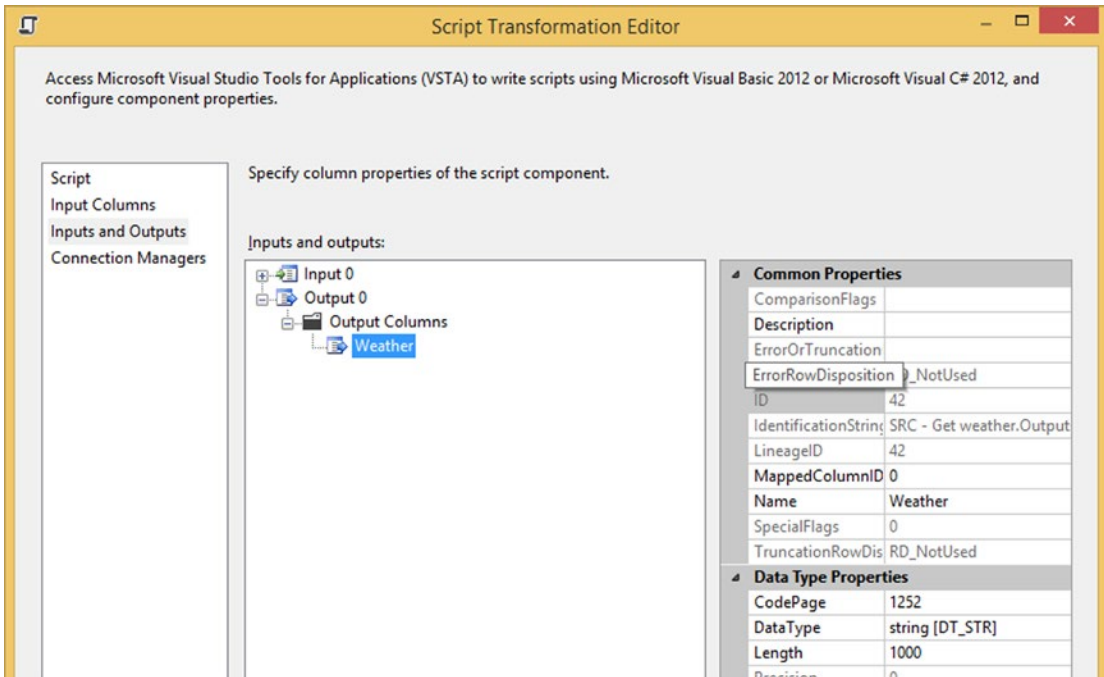 Script Transformation Editor
Access Microsoft Visual Studio Tools for Applications (VSTA) to write scripts using Microsoft Visual Basic 2012 or Microsoft Visual C# 2012, and
configure component properties.
Script
Input Columns
Inputs and Outputs
Connection Managers
Specify column properties of the script component.
Inputs and outputs:
Input 0
Output 0
Output Columns
Weather
Common Properties
ComparisonFlags
Description
ErrorOrTruncation
ErrorRowDisposition _NotUsed
ID 42
IdentificationString SRC - Get weather.Output
LineageID 42
MappedColumnID 0
Name Weather
SpecialFlags 0
TruncationRowDis RD_NotUsed
Data Type Properties
CodePage 1252
DataType string [DT_STR]
Length 1000